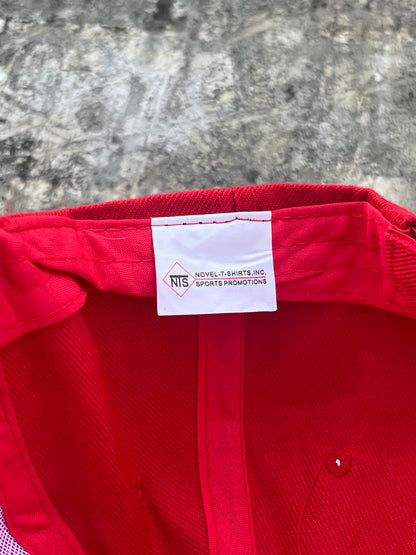 NTS
NOVEL-T-SHIRTS, INC.
SPORTS PROMOTIONS